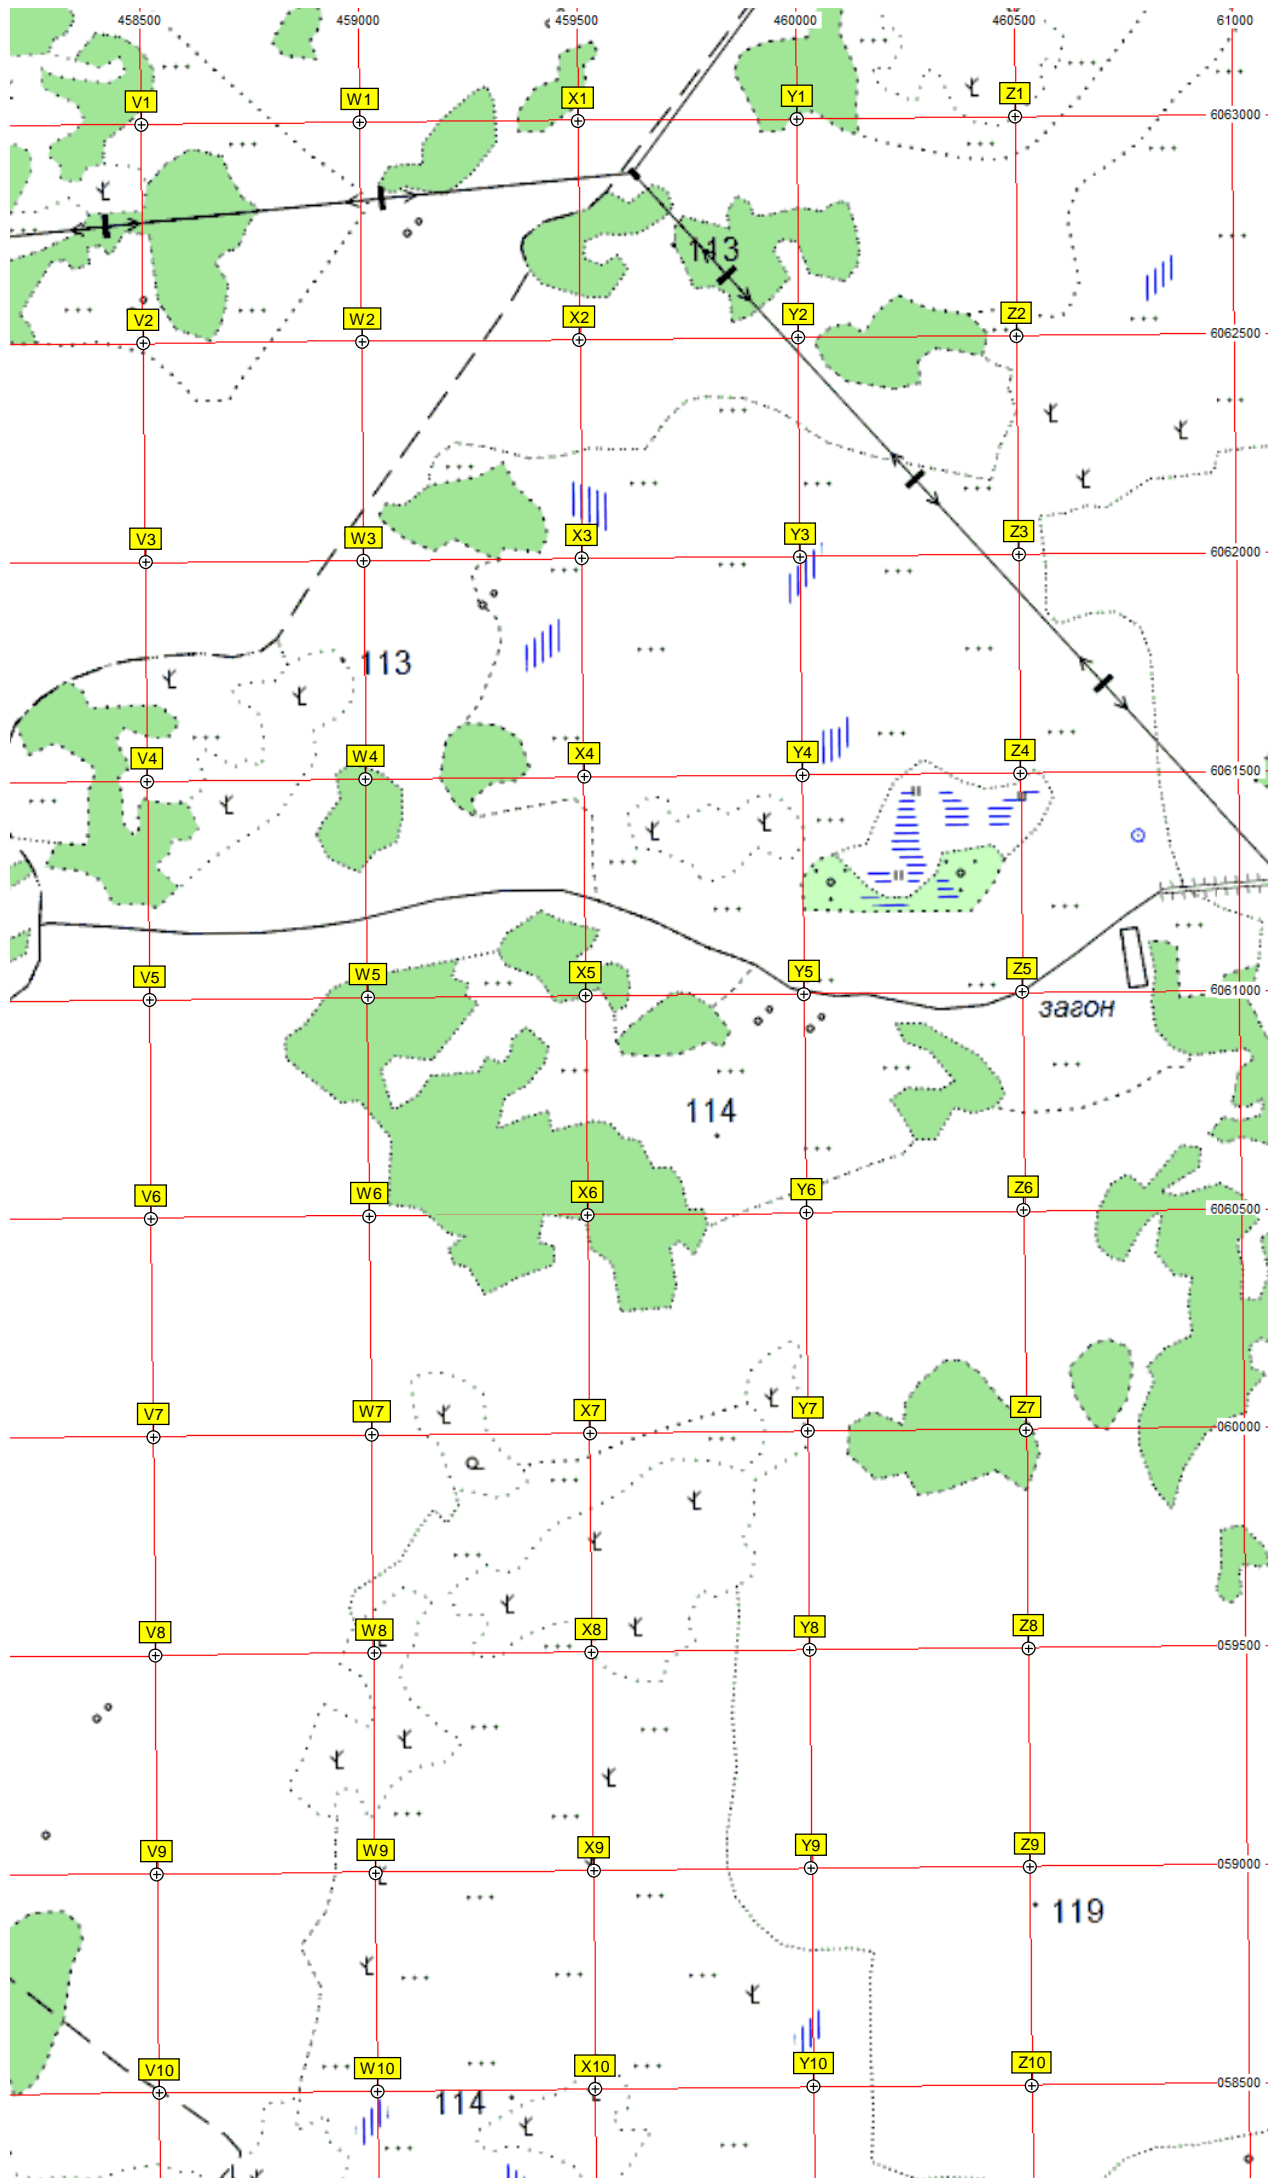 458500 459000 459500 460000 460500 61000
V1 W1 X1 Y1 Z1 6063000
113
V2 W2 X2 Y2 Z2 6062500
V3 W3 X3 Y3 Z3 6062000
113
V4 W4 X4 Y4 Z4 6061500
V5 W5 X5 Y5 Z5 6061000
загон
114
V6 W6 X6 Y6 Z6 6060500
V7 W7 X7 Y7 Z7 060000
V8 W8 X8 Y8 Z8 059500
V9 W9 X9 Y9 Z9 059000
119
V10 W10 X10 Y10 Z10 058500
114